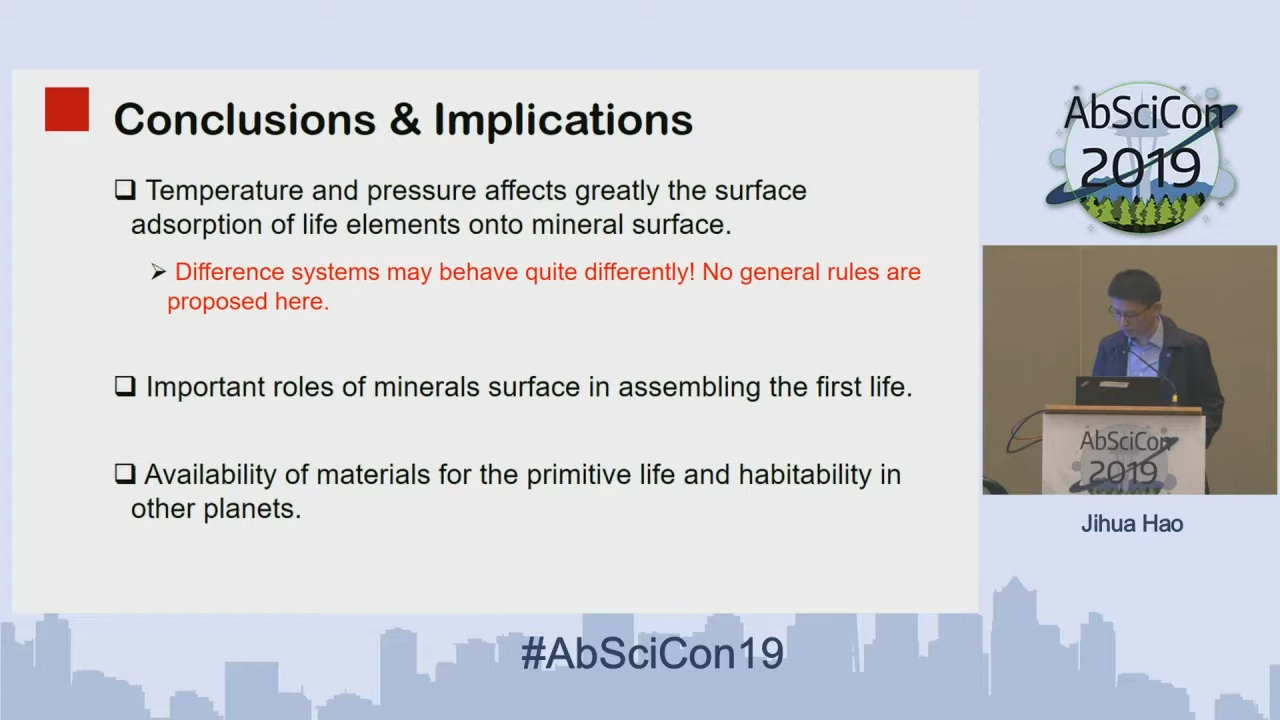 Conclusions & Implications
Temperature and pressure affects greatly the surface
adsorption of life elements onto mineral surface.
Difference systems may behave quite differently! No general rules are
proposed here.
Important roles of minerals surface in assembling the first life.
Availability of materials for the primitive life and habitability in
other planets.
AbSciCon
2019
AbSciCon
2019
Jihua Hao
#AbSciCon19